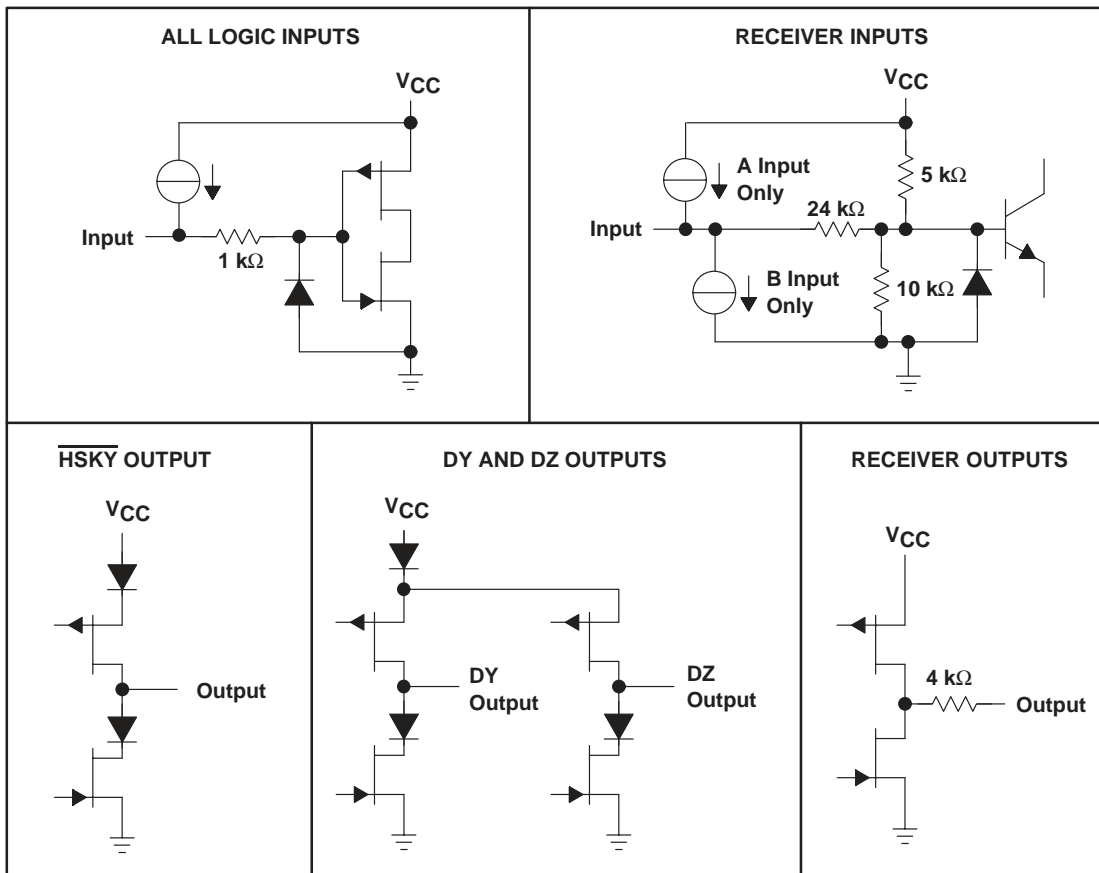 ALL LOGIC INPUTS
VCC
Input
1 kΩ
RECEIVER INPUTS
VCC
A Input
Only
5 kΩ
24 kΩ
Input
B Input
Only
10 kΩ
HSKY OUTPUT
VCC
Output
DY AND DZ OUTPUTS
VCC
DY
Output
DZ
Output
RECEIVER OUTPUTS
VCC
4 kΩ
Output